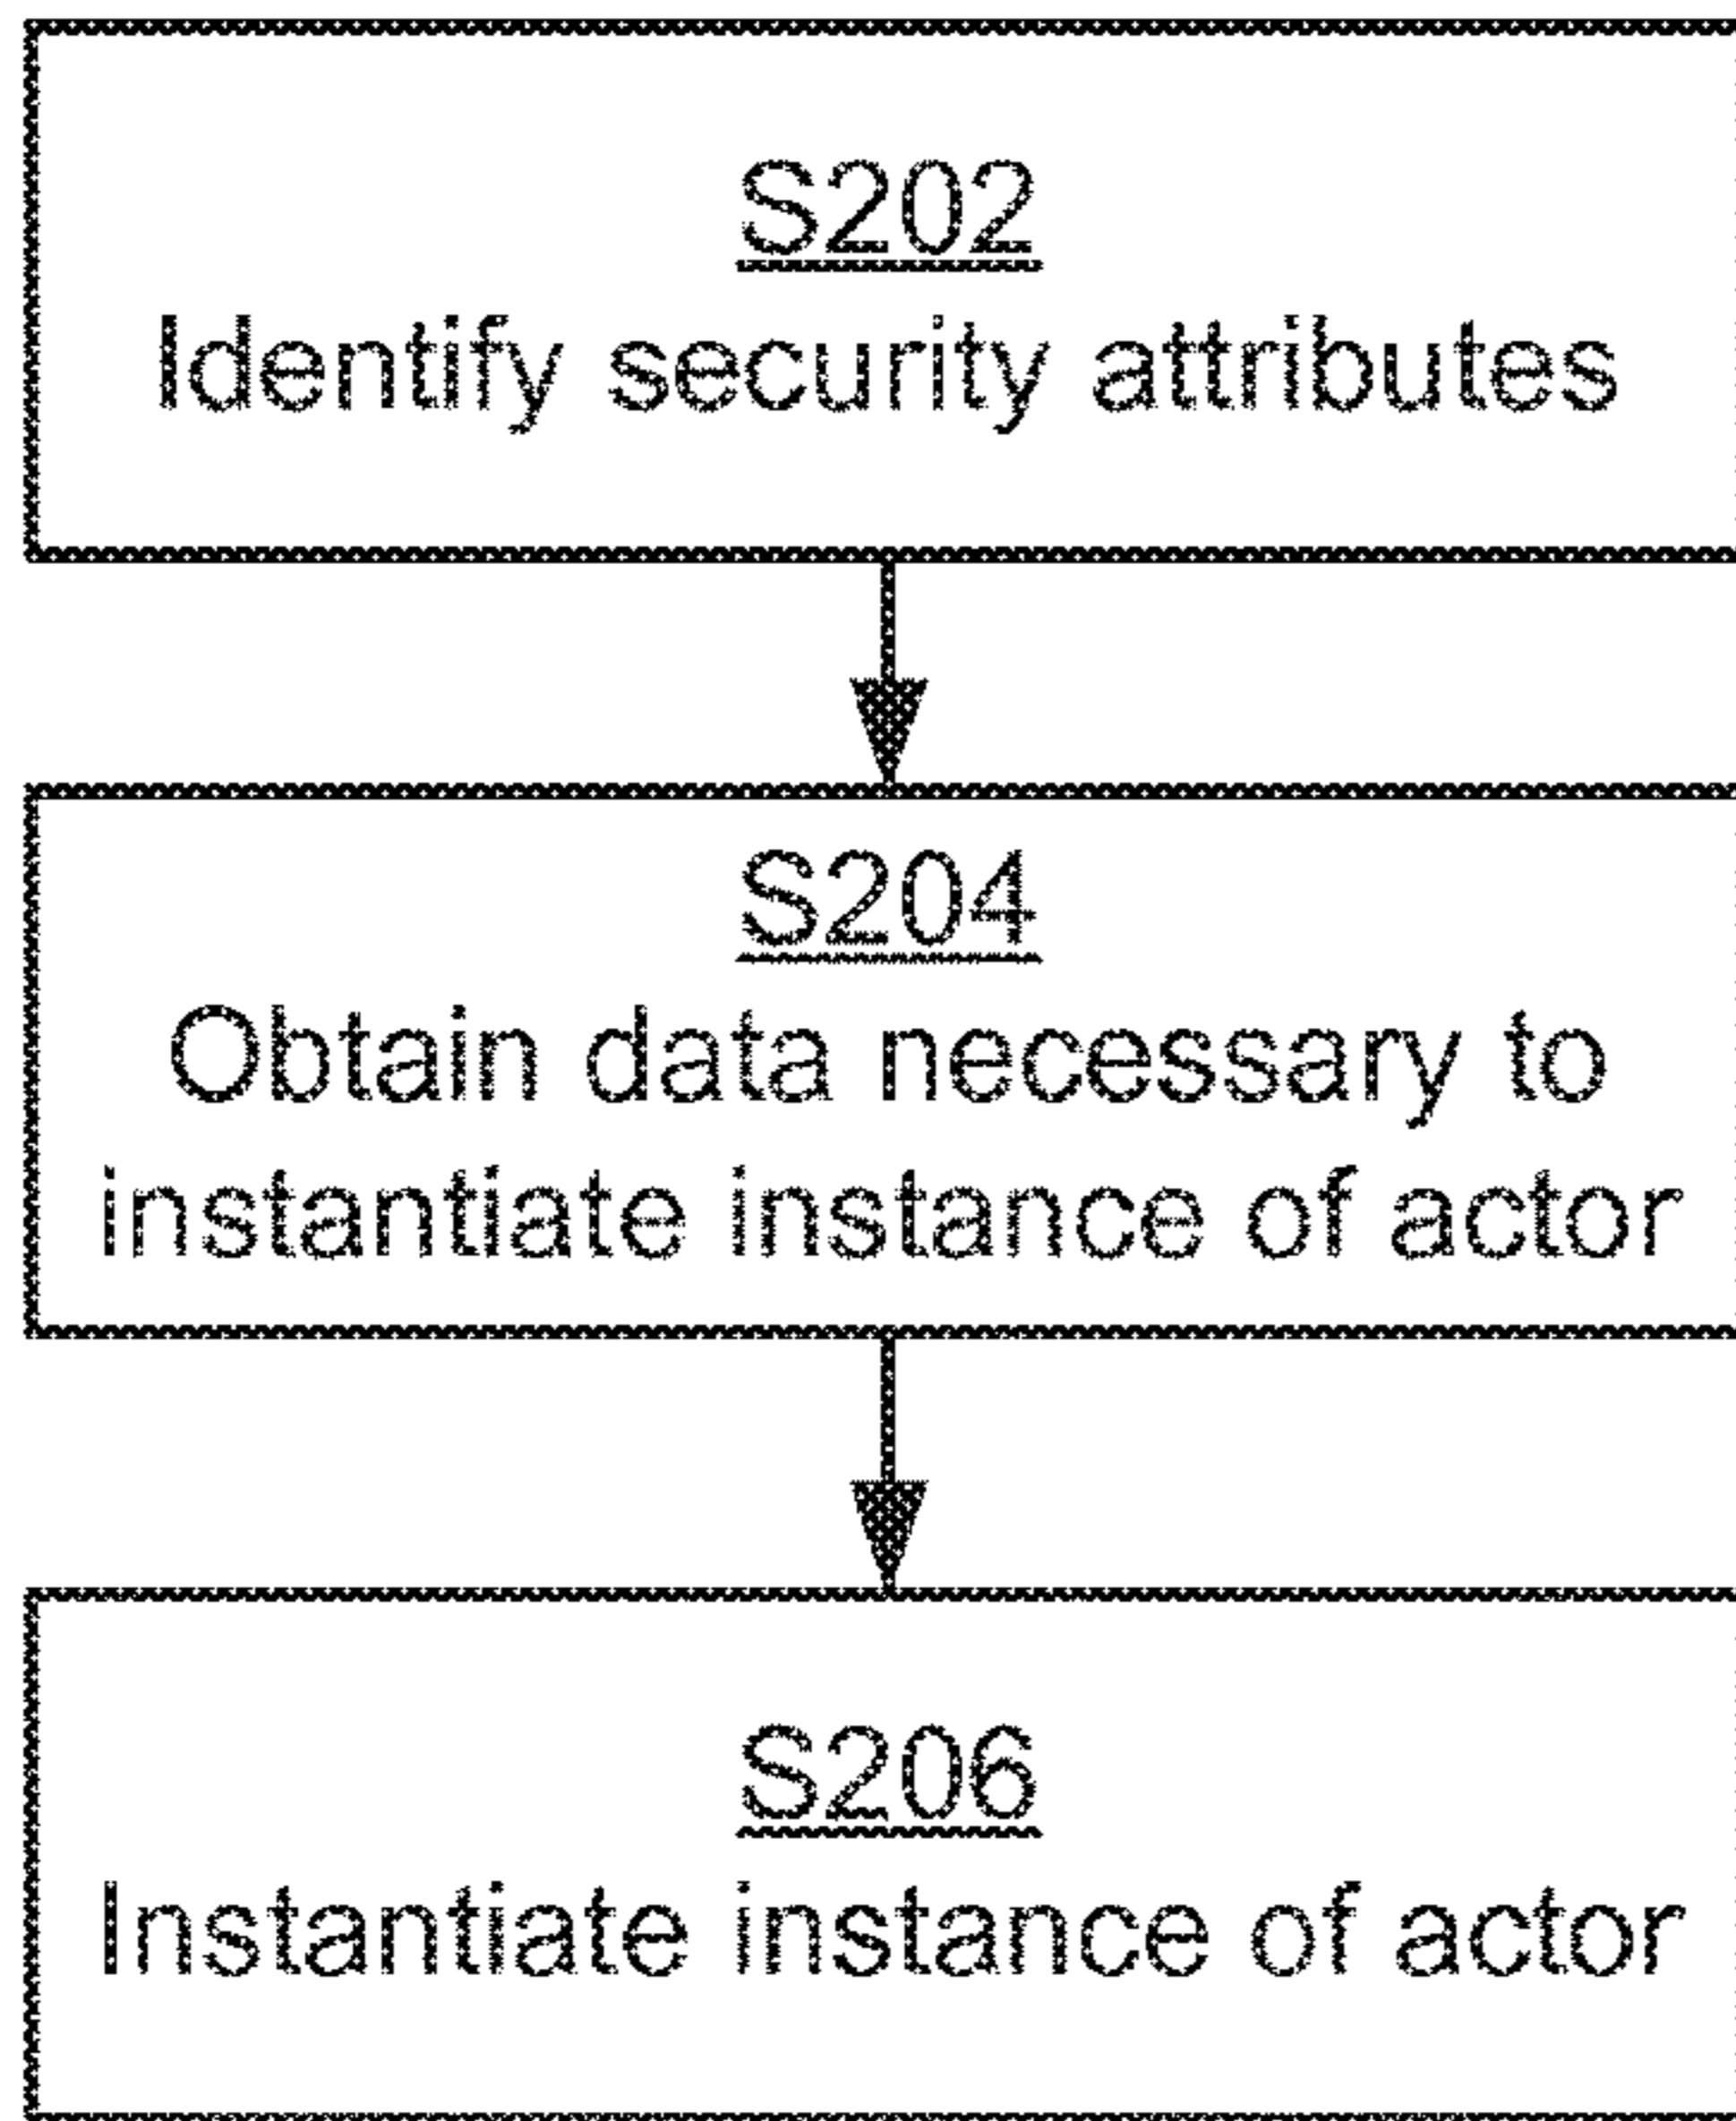 S202
Identify security attributes
S204
Obtain data necessary to
instantiate instance of actor
S206
Instantiate instance of actor